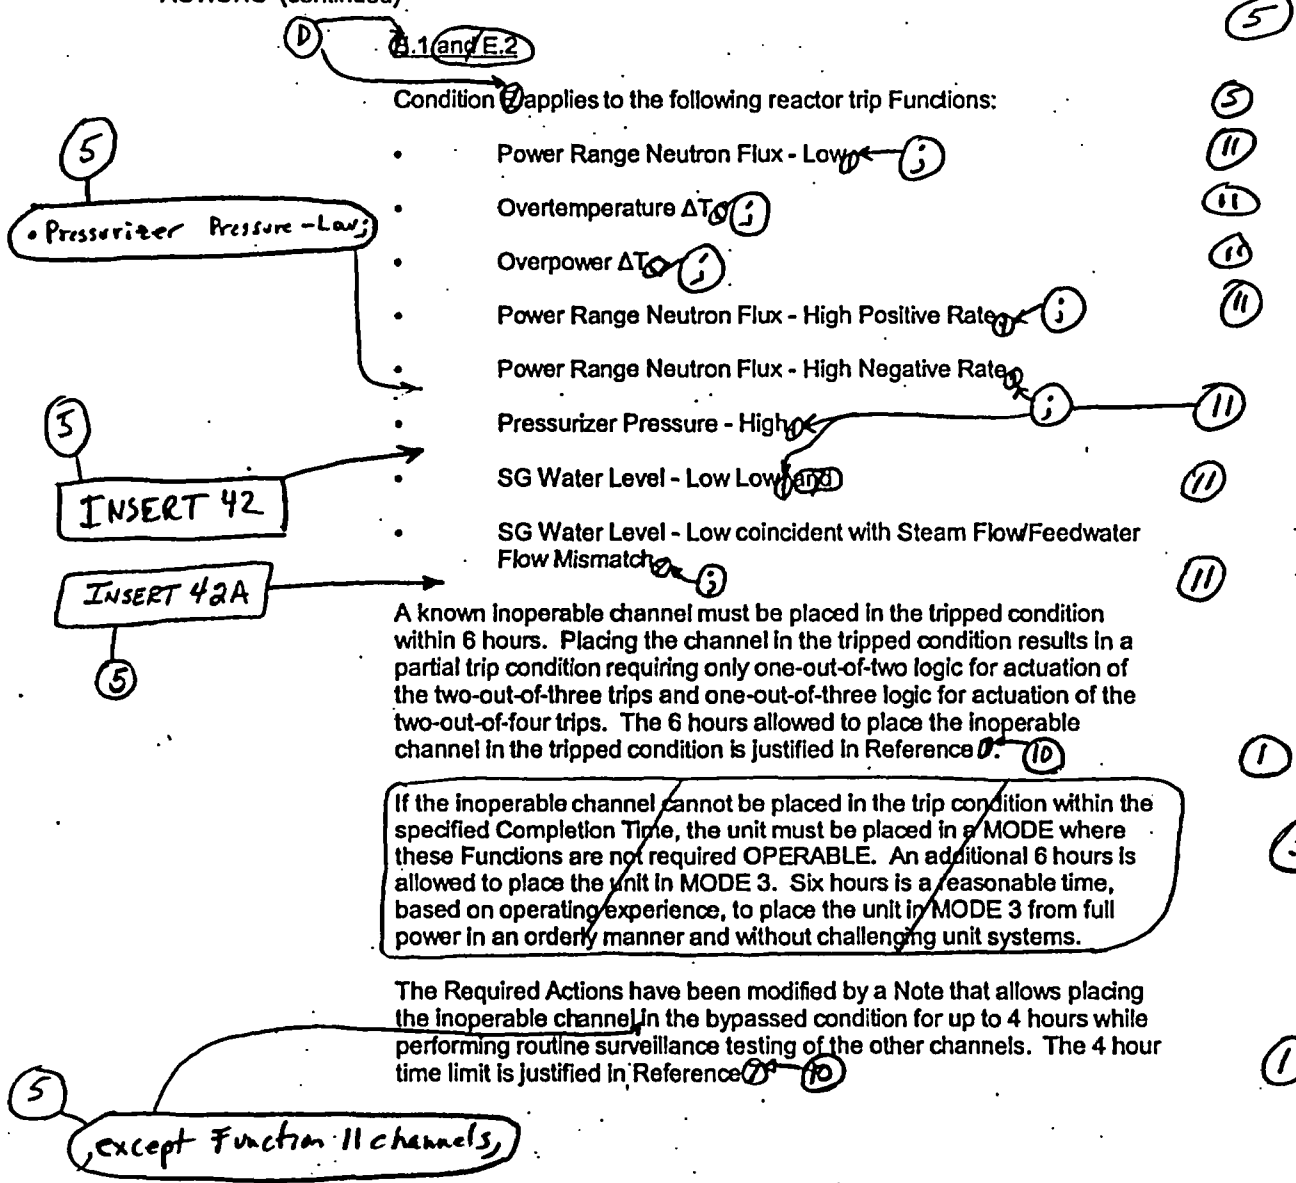 ACTIONS (continued)
5
D
E.1 and E.2
Condition E applies to the following reactor trip Functions:
5
5
• Power Range Neutron Flux - Low, ;
11
• Overtemperature ΔT, ;
11
• Pressurizer Pressure-Low;
• Overpower ΔT, ;
11
• Power Range Neutron Flux - High Positive Rate, ;
11
• Power Range Neutron Flux - High Negative Rate,
;
11
5
• Pressurizer Pressure - High,
INSERT 42
• SG Water Level - Low Low, and
11
• SG Water Level - Low coincident with Steam Flow/Feedwater
Flow Mismatch. ;
11
INSERT 42A
5
A known inoperable channel must be placed in the tripped condition
within 6 hours. Placing the channel in the tripped condition results in a
partial trip condition requiring only one-out-of-two logic for actuation of
the two-out-of-three trips and one-out-of-three logic for actuation of the
two-out-of-four trips. The 6 hours allowed to place the inoperable
channel in the tripped condition is justified in Reference . 10
1
If the inoperable channel cannot be placed in the trip condition within the
specified Completion Time, the unit must be placed in a MODE where
these Functions are not required OPERABLE. An additional 6 hours is
allowed to place the unit in MODE 3. Six hours is a reasonable time,
based on operating experience, to place the unit in MODE 3 from full
power in an orderly manner and without challenging unit systems.
The Required Actions have been modified by a Note that allows placing
the inoperable channel in the bypassed condition for up to 4 hours while
performing routine surveillance testing of the other channels. The 4 hour
time limit is justified in Reference 7. 10
1
5
, except Function 11 channels,